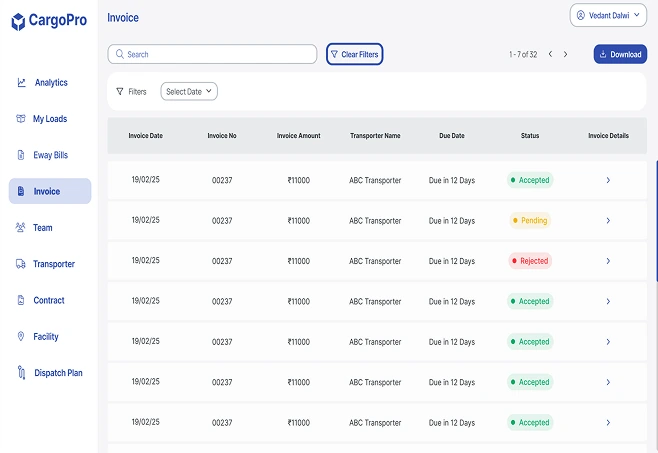 CargoPro
Invoice
Vedant Dalwi
Search
Clear Filters
1 - 7 of 32
Download
Filters
Select Date
Analytics
My Loads
Eway Bills
Invoice
Team
Transporter
Contract
Facility
Dispatch Plan
Invoice Date Invoice No Invoice Amount Transporter Name Due Date Status Invoice Details
19/02/25 00237 ₹11000 ABC Transporter Due in 12 Days Accepted
19/02/25 00237 ₹11000 ABC Transporter Due in 12 Days Pending
19/02/25 00237 ₹11000 ABC Transporter Due in 12 Days Rejected
19/02/25 00237 ₹11000 ABC Transporter Due in 12 Days Accepted
19/02/25 00237 ₹11000 ABC Transporter Due in 12 Days Accepted
19/02/25 00237 ₹11000 ABC Transporter Due in 12 Days Accepted
19/02/25 00237 ₹11000 ABC Transporter Due in 12 Days Accepted